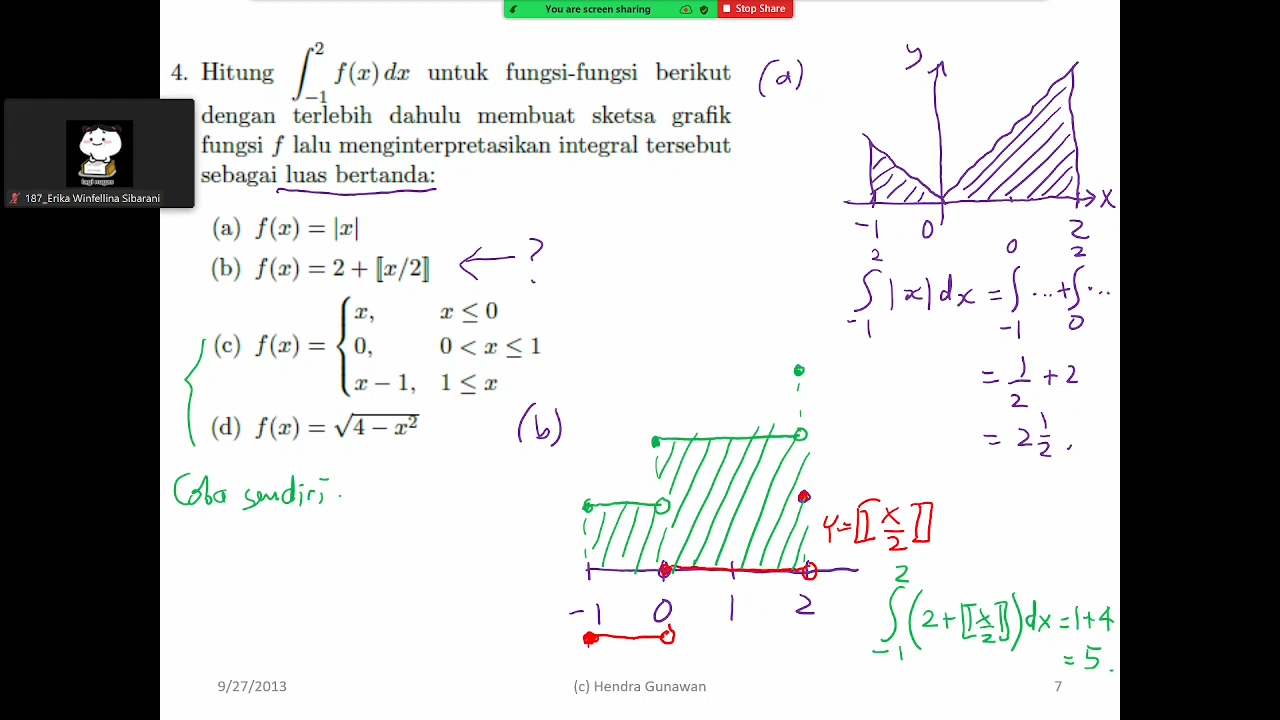 You are screen sharing
Stop Share
4. Hitung ∫_{-1}^{2} f(x) dx untuk fungsi-fungsi berikut
dengan terlebih dahulu membuat sketsa grafik
fungsi f lalu menginterpretasikan integral tersebut
sebagai luas bertanda:
(a) f(x) = |x|
(b) f(x) = 2 + ⟦x/2⟧
← ?
(c) f(x) = { x, x ≤ 0
0, 0 < x ≤ 1
x − 1, 1 ≤ x
(d) f(x) = √(4 − x²)
Coba sendiri.
lagi nugas
187_Erika Winfellina Sibarani
(a)
y
x
-1 0 2
∫_{-1}^{2} |x| dx = ∫_{-1}^{0} ... + ∫_{0}^{2} ...
= 1/2 + 2
= 2 1/2.
(b)
y = ⟦x/2⟧
-1 0 1 2
∫_{-1}^{2} (2 + ⟦x/2⟧) dx = 1 + 4
= 5.
9/27/2013
(c) Hendra Gunawan
7